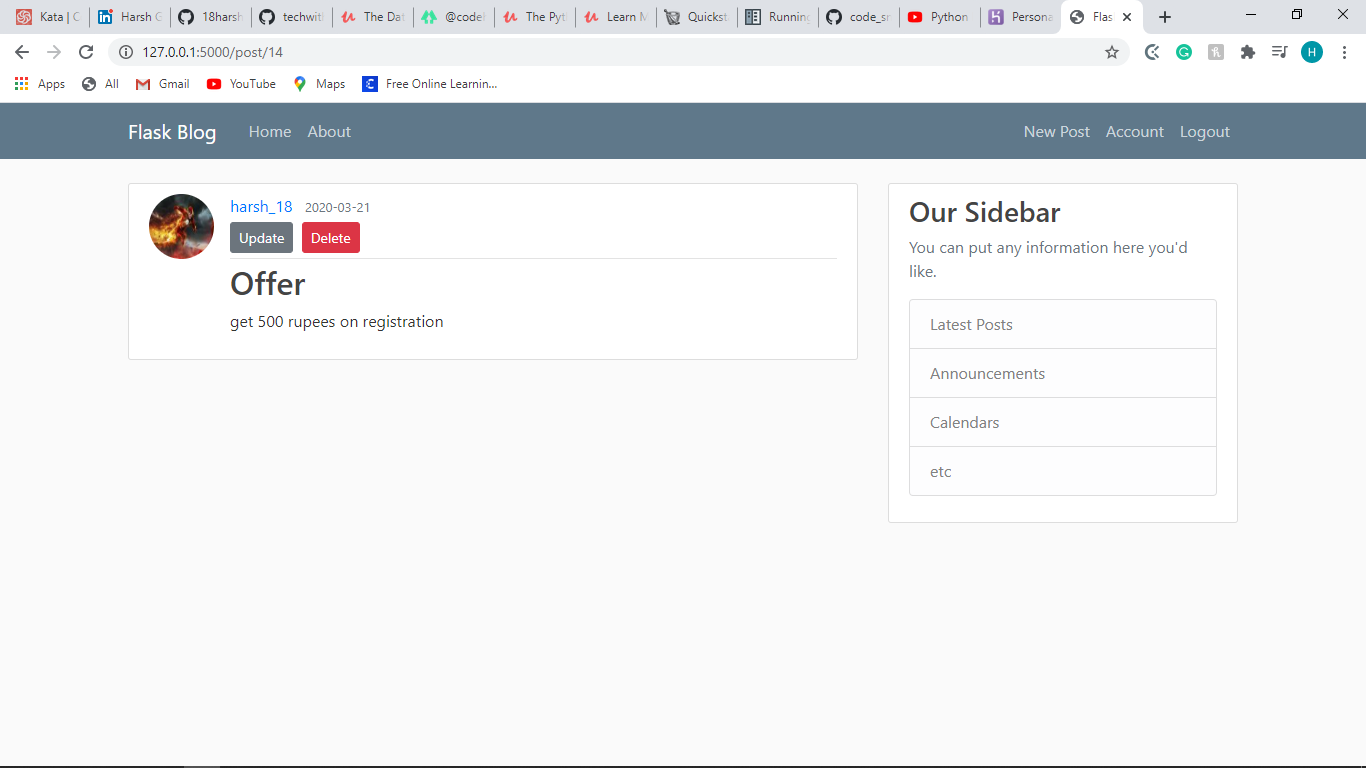 Kata | C
Harsh G
18harsh
techwit
The Dat
@codel
The Pyt
Learn M
Quickst
Running
code_sn
Python
Persona
Flas
127.0.0.1:5000/post/14
H
Apps
All
Gmail
YouTube
Maps
Free Online Learnin...
Flask Blog
Home
About
New Post
Account
Logout
harsh_18 2020-03-21
Update Delete
Offer
get 500 rupees on registration
Our Sidebar
You can put any information here you'd
like.
Latest Posts
Announcements
Calendars
etc